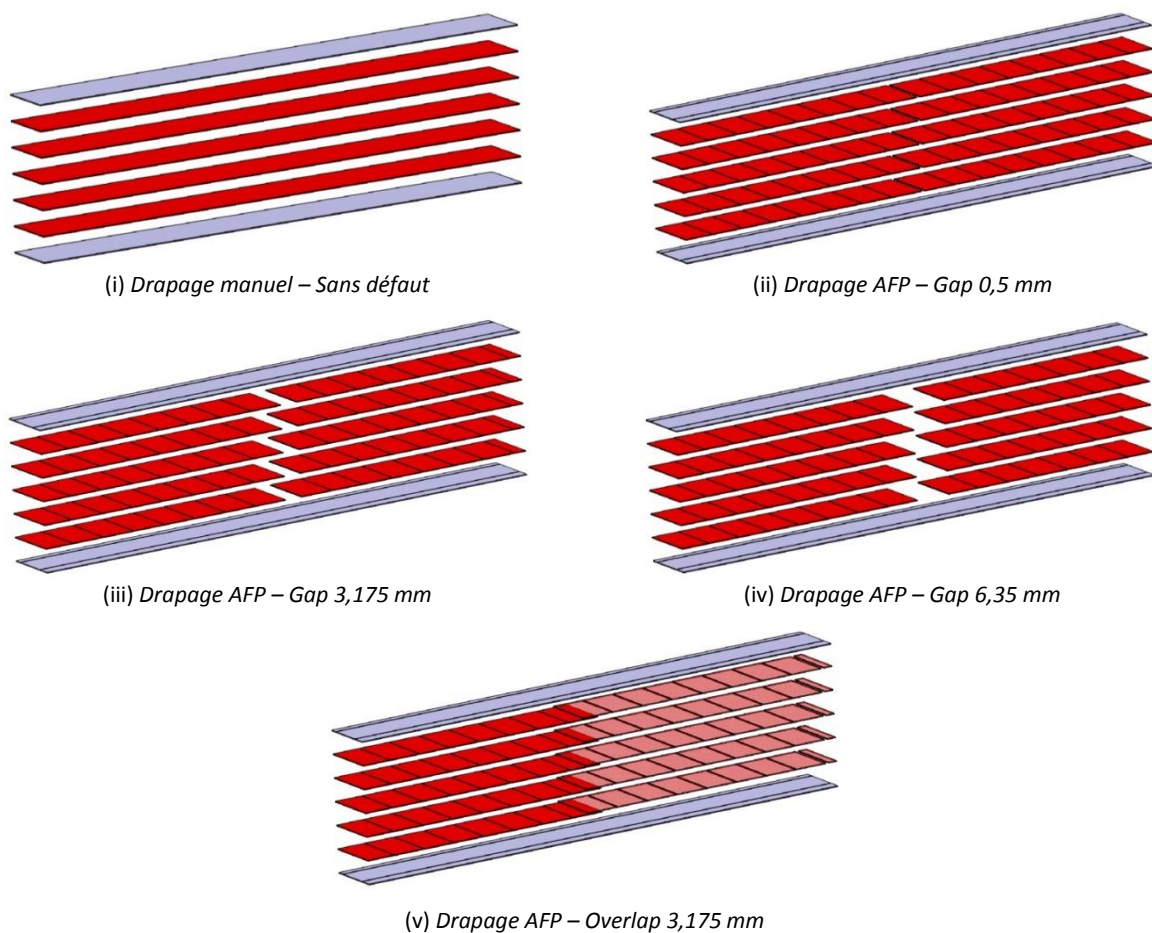 (i) Drapage manuel – Sans défaut
(ii) Drapage AFP – Gap 0,5 mm
(iii) Drapage AFP – Gap 3,175 mm
(iv) Drapage AFP – Gap 6,35 mm
(v) Drapage AFP – Overlap 3,175 mm